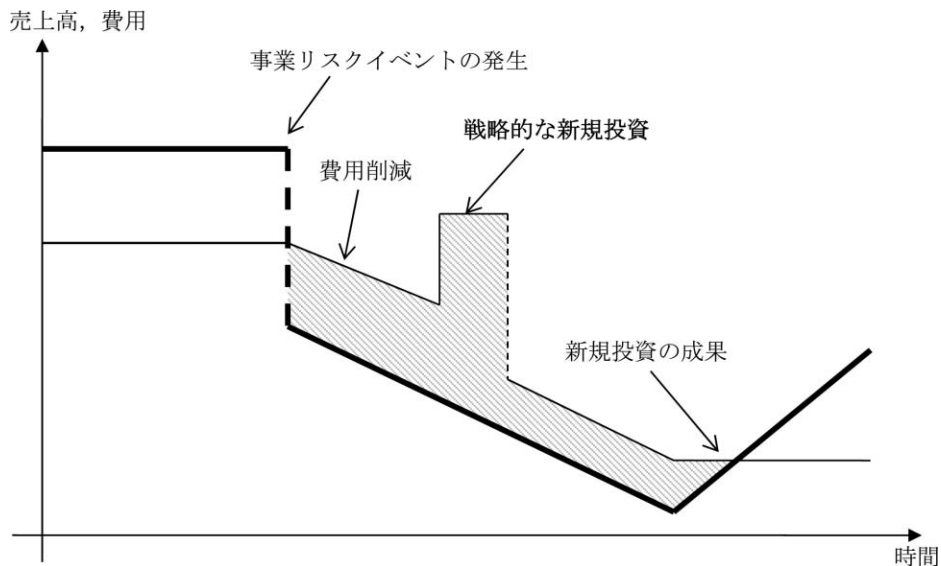 売上高，費用
事業リスクイベントの発生
戦略的な新規投資
費用削減
新規投資の成果
時間